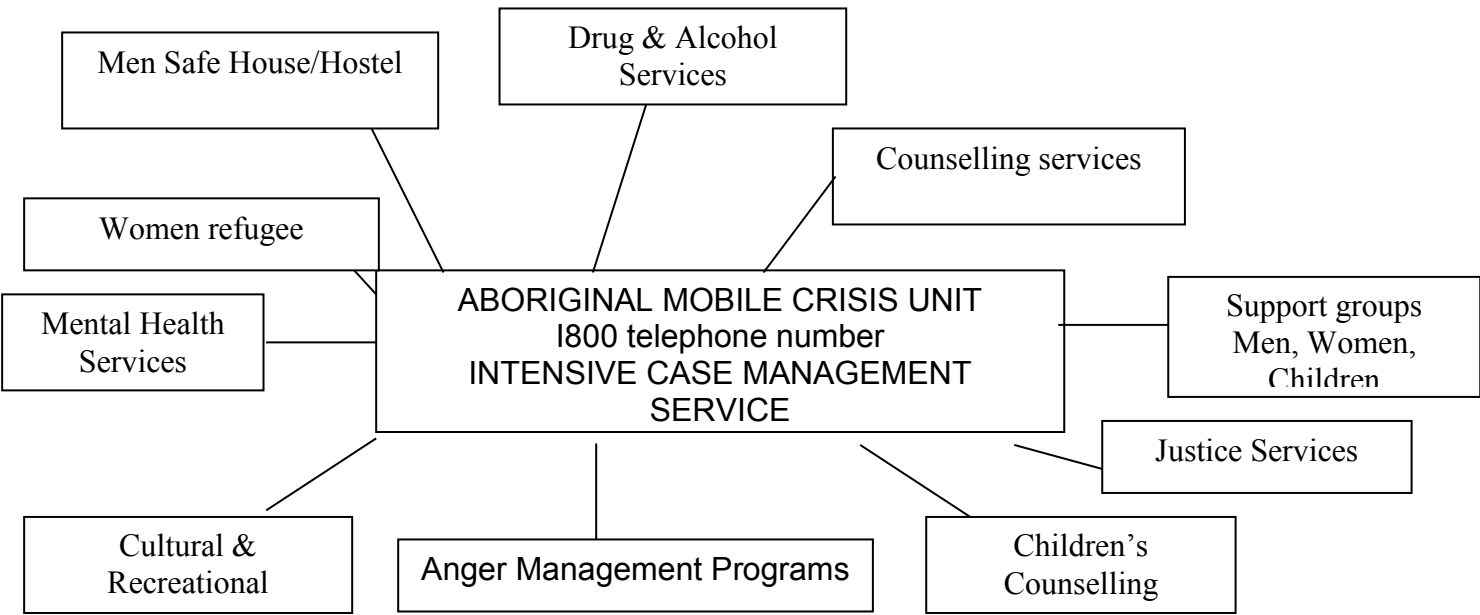 Men Safe House/Hostel
Drug & Alcohol
Services
Counselling services
Women refugee
ABORIGINAL MOBILE CRISIS UNIT
I800 telephone number
INTENSIVE CASE MANAGEMENT
SERVICE
Mental Health
Services
Support groups
Men, Women,
Children
Justice Services
Cultural &
Recreational
Anger Management Programs
Children’s
Counselling